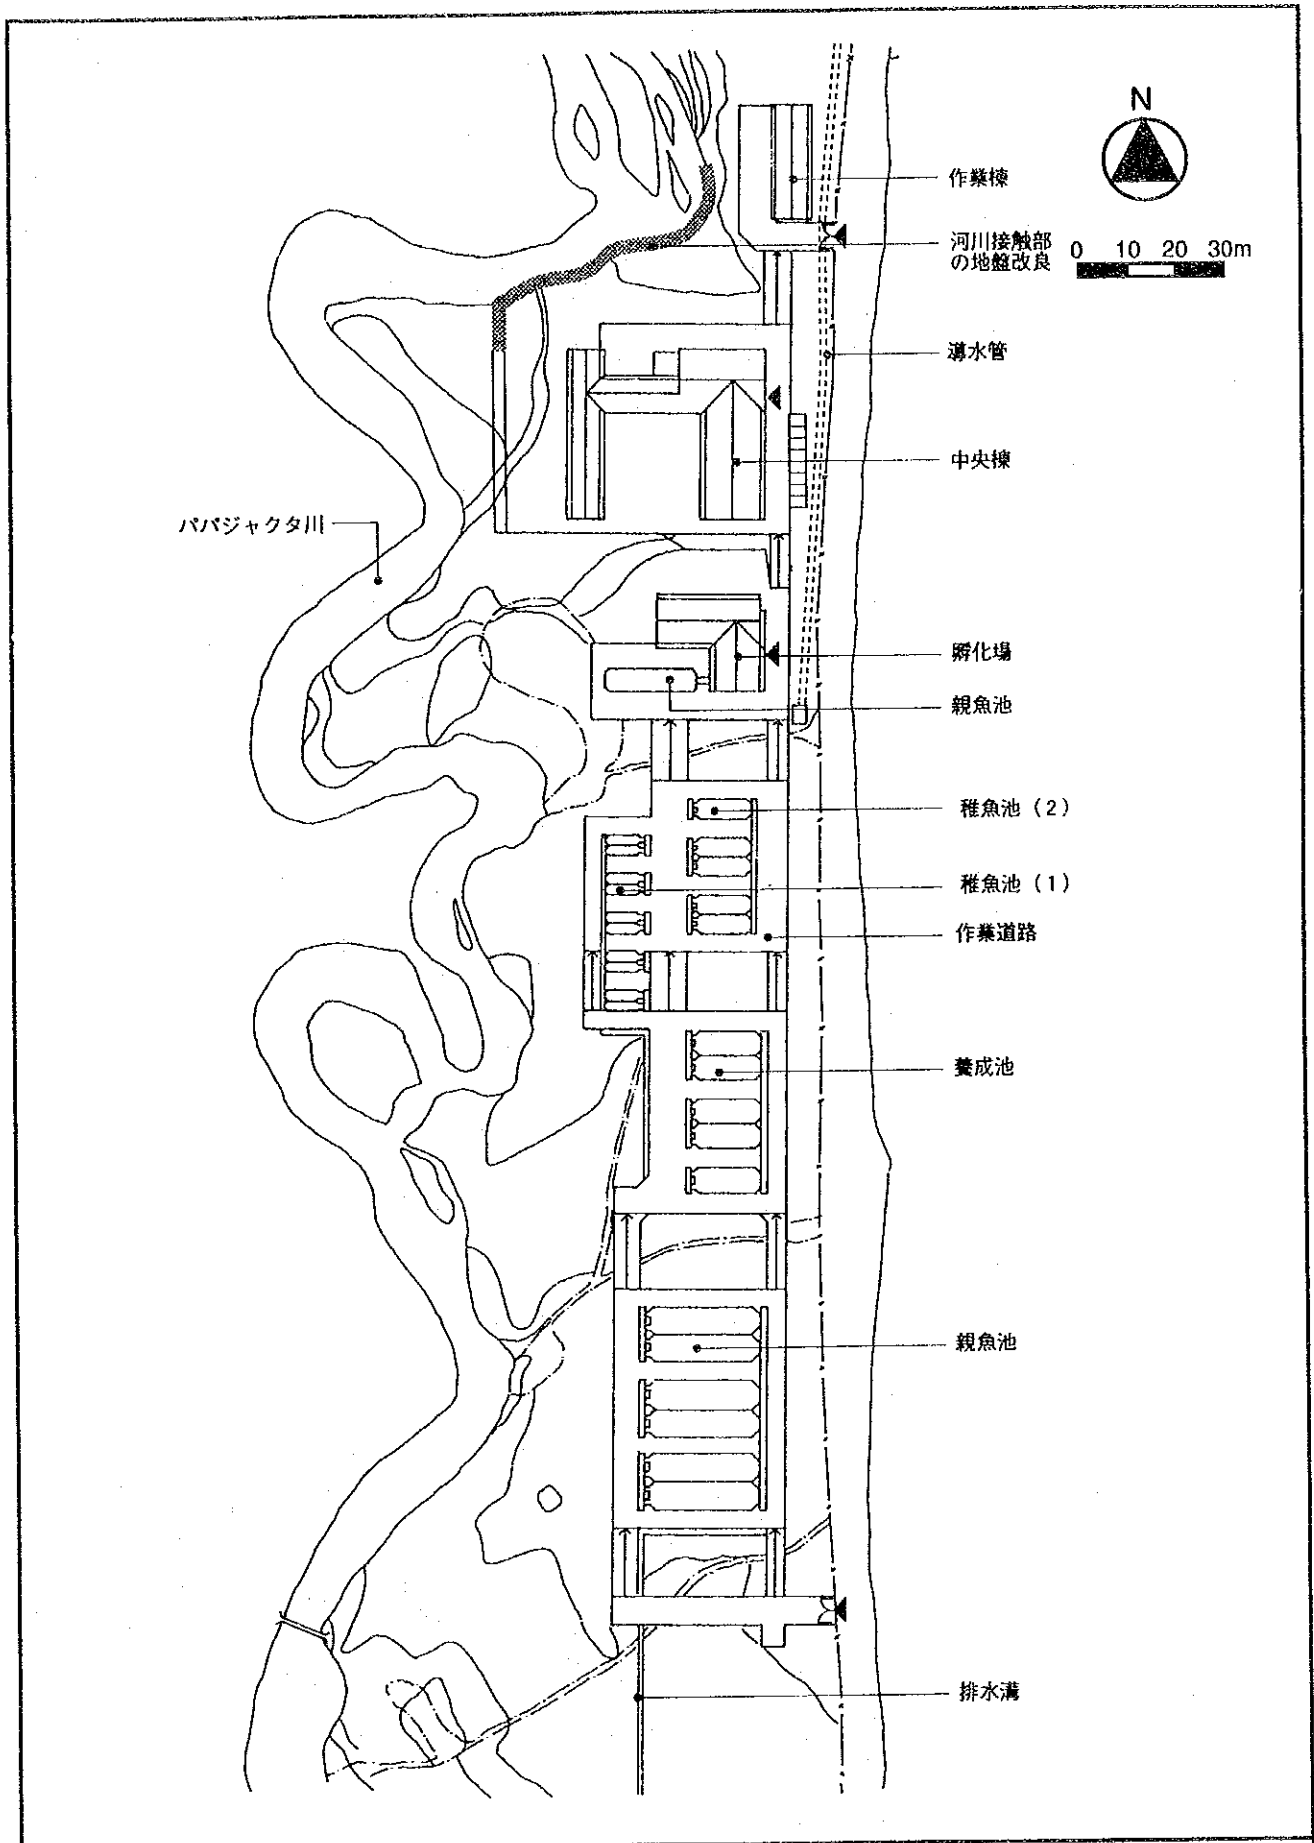 N
作業棟
河川接触部
の地盤改良
0 10 20 30m
導水管
中央棟
パパジャクタ川
孵化場
親魚池
稚魚池（2）
稚魚池（1）
作業道路
養成池
親魚池
排水溝